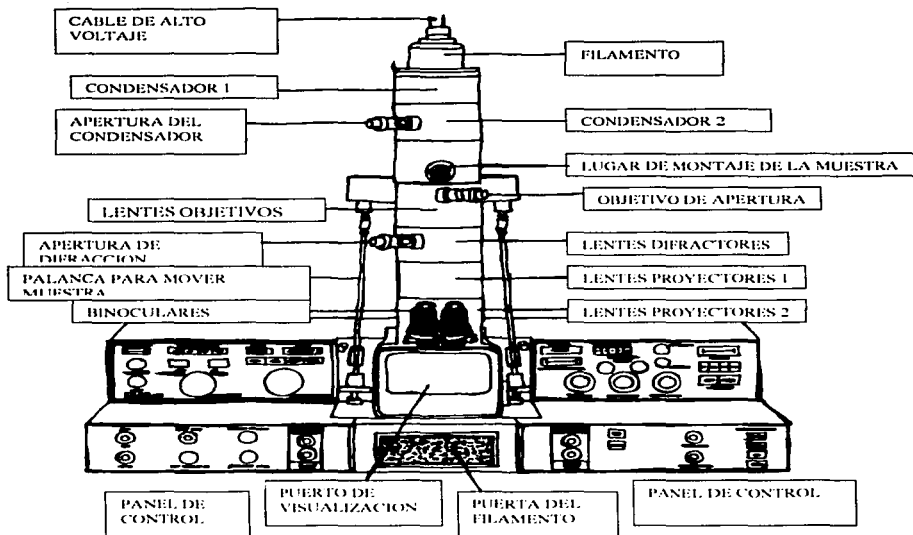 CABLE DE ALTO
VOLTAJE
FILAMENTO
CONDENSADOR 1
APERTURA DEL
CONDENSADOR
CONDENSADOR 2
LUGAR DE MONTAJE DE LA MUESTRA
OBJETIVO DE APERTURA
LENTES OBJETIVOS
APERTURA DE
DIFRACCION
LENTES DIFRACTORES
PALANCA PARA MOVER
MUESTRA
LENTES PROYECTORES 1
BINOCULARES
LENTES PROYECTORES 2
PANEL DE
CONTROL
PUERTO DE
VISUALIZACION
PUERTA DEL
FILAMENTO
PANEL DE CONTROL